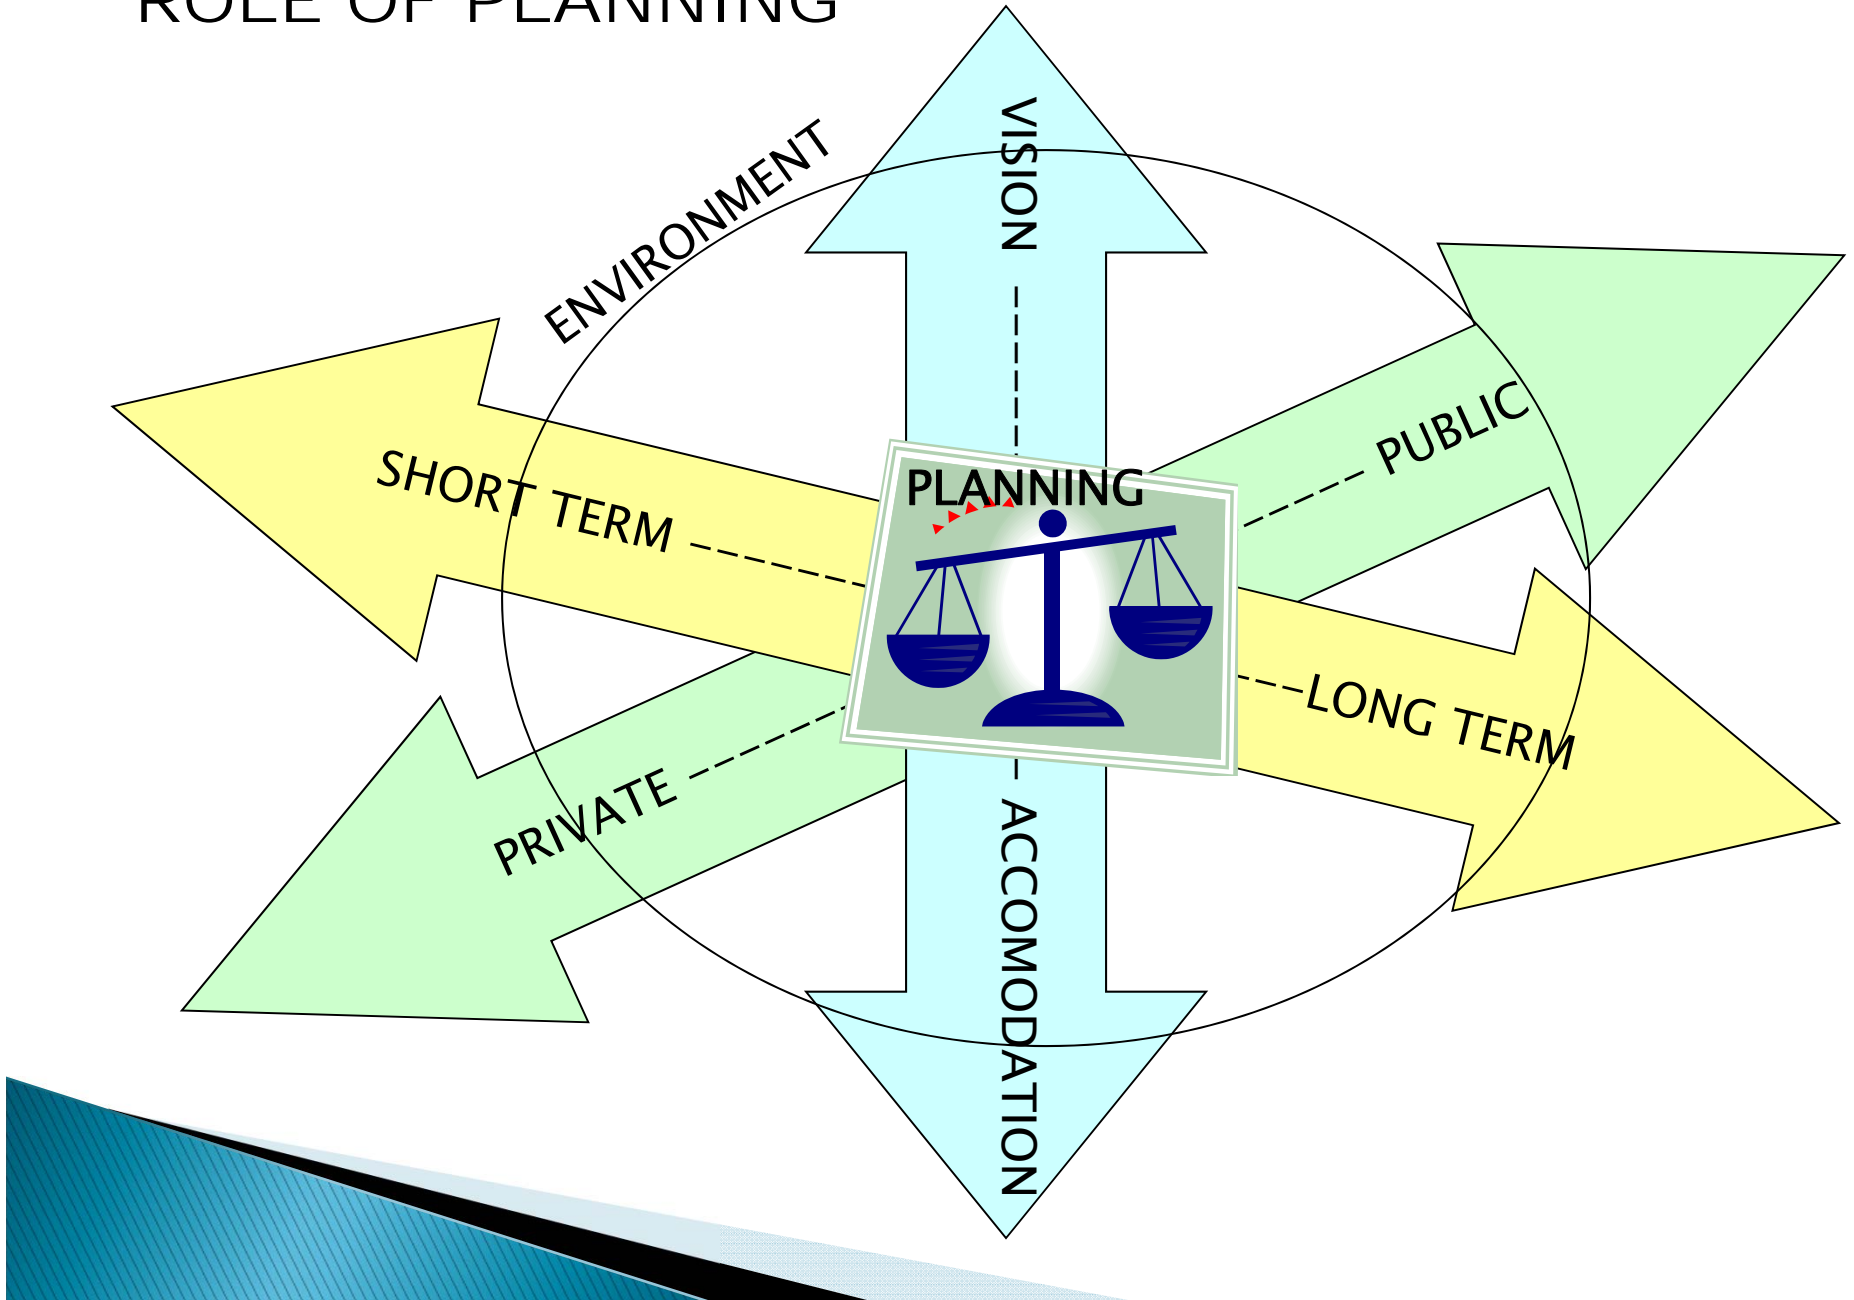 ROLE OF PLANNING
VISION
ENVIRONMENT
PUBLIC
SHORT TERM
PLANNING
LONG TERM
PRIVATE
ACCOMODATION